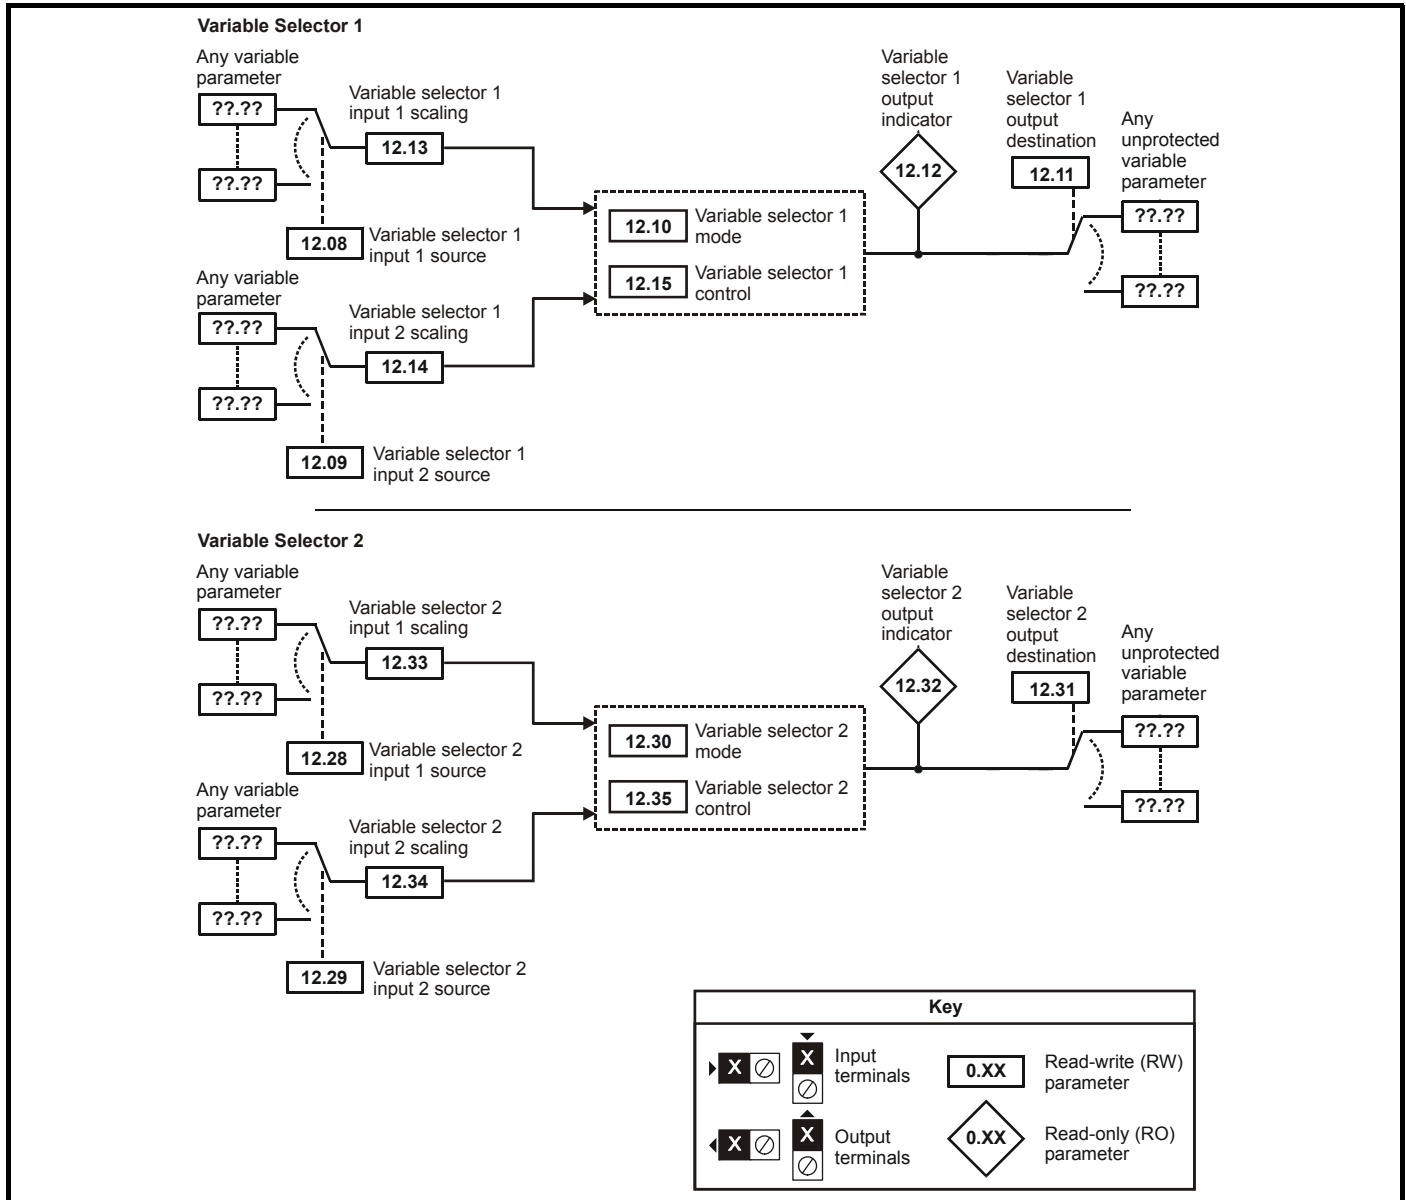 Variable Selector 1
Any variable
parameter
??.??
??.??
Variable selector 1
input 1 scaling
12.13
12.08
Variable selector 1
input 1 source
Any variable
parameter
??.??
??.??
Variable selector 1
input 2 scaling
12.14
12.09
Variable selector 1
input 2 source
12.10
Variable selector 1
mode
12.15
Variable selector 1
control
Variable
selector 1
output
indicator
12.12
Variable
selector 1
output
destination
12.11
Any
unprotected
variable
parameter
??.??
??.??
Variable Selector 2
Any variable
parameter
??.??
??.??
Variable selector 2
input 1 scaling
12.33
12.28
Variable selector 2
input 1 source
Any variable
parameter
??.??
??.??
Variable selector 2
input 2 scaling
12.34
12.29
Variable selector 2
input 2 source
12.30
Variable selector 2
mode
12.35
Variable selector 2
control
Variable
selector 2
output
indicator
12.32
Variable
selector 2
output
destination
12.31
Any
unprotected
variable
parameter
??.??
??.??
Key
X
X
Input
terminals
0.XX
Read-write (RW)
parameter
X
X
Output
terminals
0.XX
Read-only (RO)
parameter